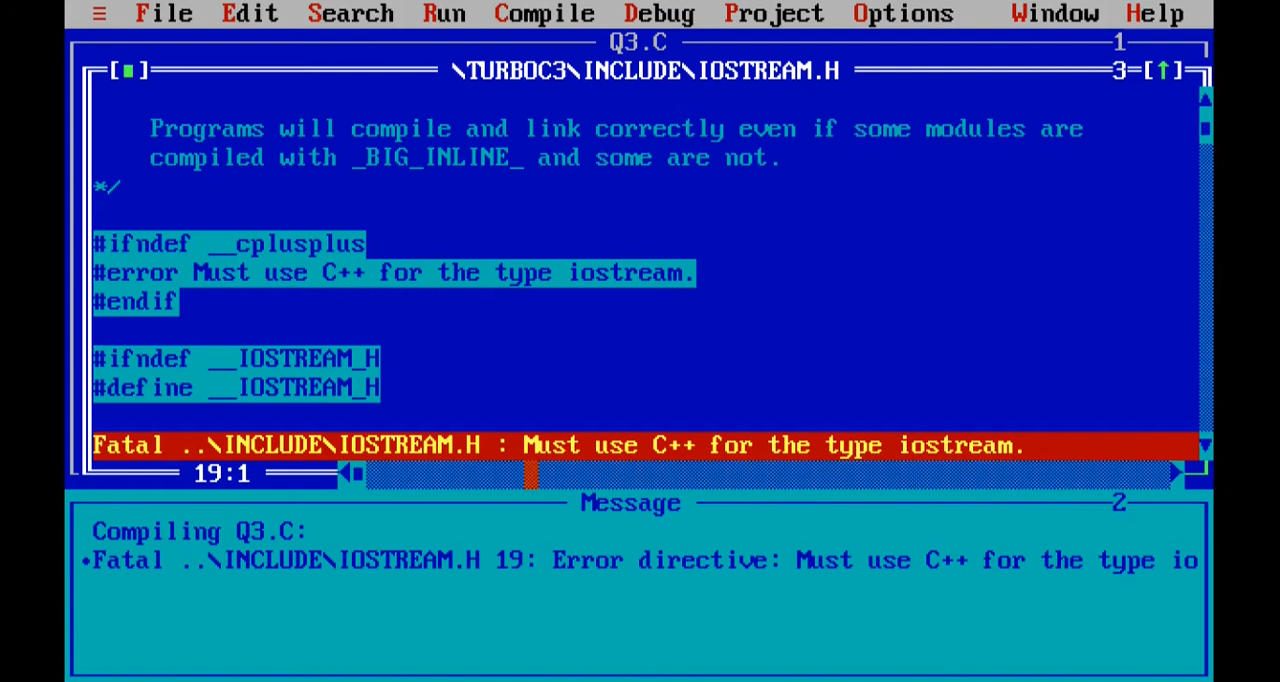 ≡ File Edit Search Run Compile Debug Project Options Window Help
Q3.C 1
[■] \TURBOC3\INCLUDE\IOSTREAM.H 3=[↑]
Programs will compile and link correctly even if some modules are
compiled with _BIG_INLINE_ and some are not.
*/
#ifndef __cplusplus
#error Must use C++ for the type iostream.
#endif
#ifndef __IOSTREAM_H
#define __IOSTREAM_H
Fatal ..\INCLUDE\IOSTREAM.H : Must use C++ for the type iostream.
19:1
Message 2
Compiling Q3.C:
•Fatal ..\INCLUDE\IOSTREAM.H 19: Error directive: Must use C++ for the type io